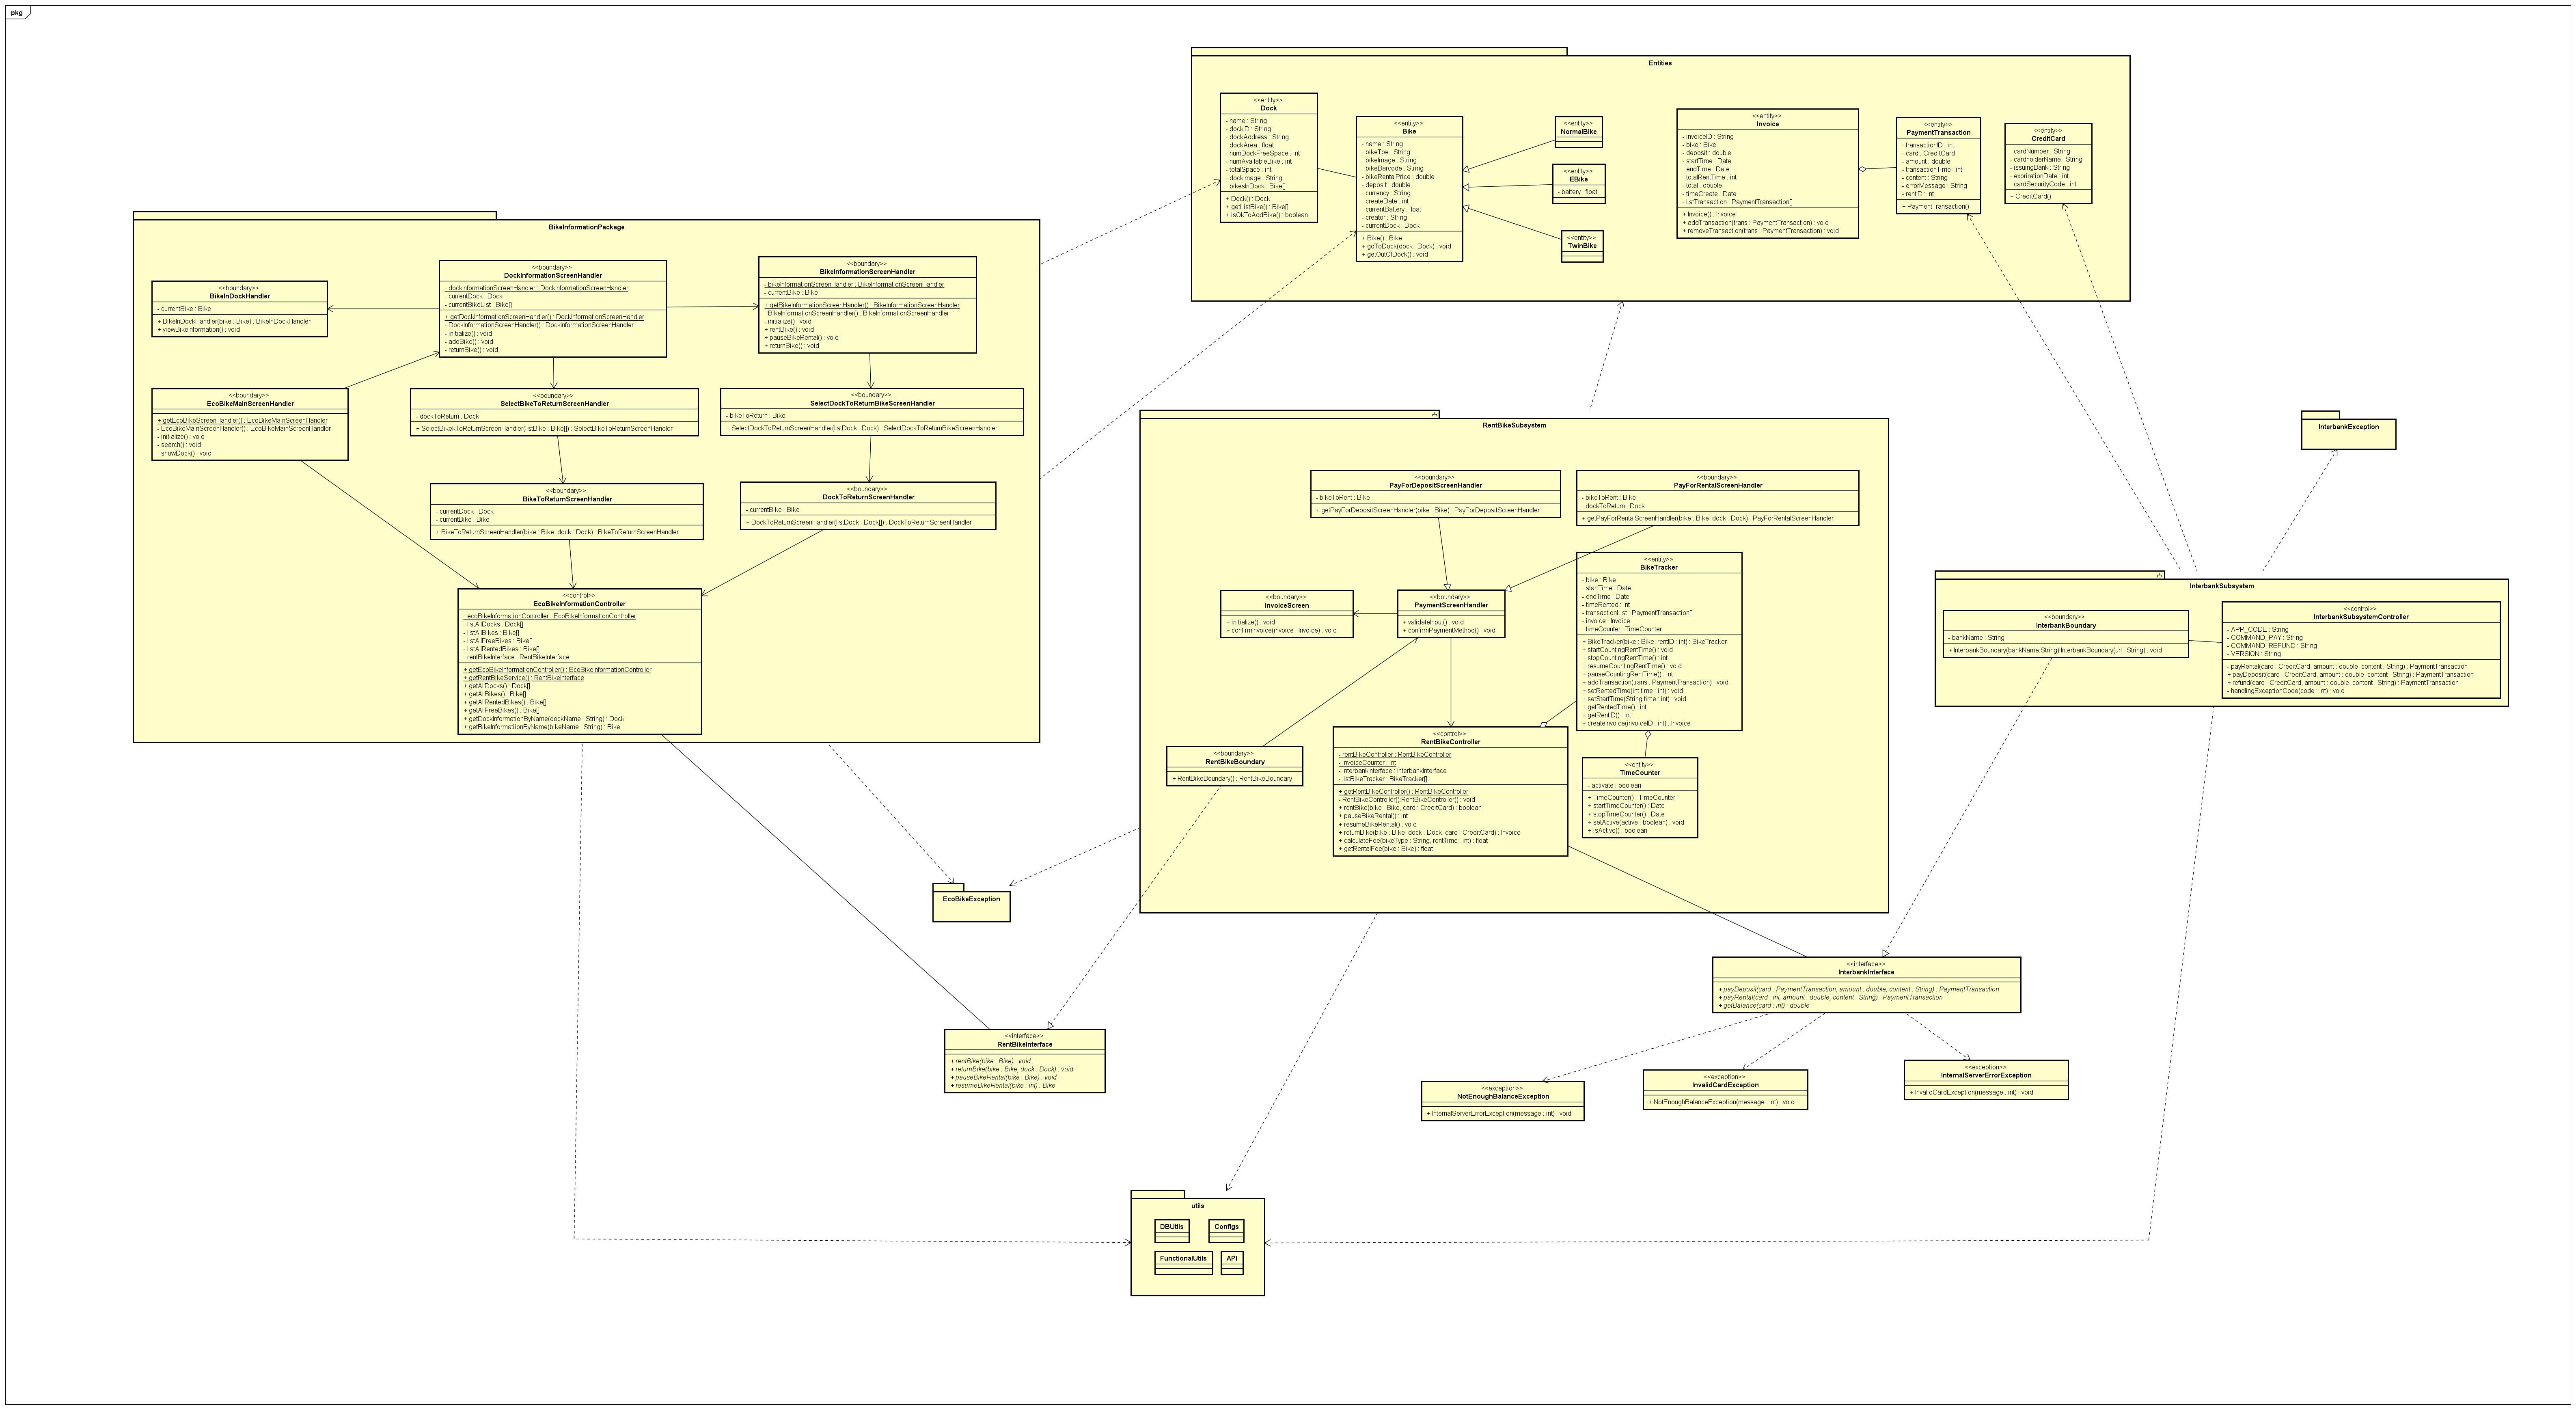 pkg
Entities
<<entity>>
Dock
- name : String
- dockID : String
- dockAddress : String
- dockArea : float
- numDockFreeSpace : int
- numAvailableBike : int
- totalSpace : int
- dockImage : String
- bikesInDock : Bike[]
+ Dock() : Dock
+ getListBike() : Bike[]
+ isOkToAddBike() : boolean
<<entity>>
Bike
- name : String
- bikeTpe : String
- bikeImage : String
- bikeBarcode : String
- bikeRentalPrice : double
- deposit : double
- currency : String
- createDate : int
- currentBattery : float
- creator : String
- currentDock : Dock
+ Bike() : Bike
+ goToDock(dock : Dock) : void
+ getOutOfDock() : void
<<entity>>
NormalBike
<<entity>>
EBike
- battery : float
<<entity>>
TwinBike
<<entity>>
Invoice
- invoiceID : String
- bike : Bike
- deposit : double
- startTime : Date
- endTime : Date
- totalRentTime : int
- total : double
- timeCreate : Date
- listTransaction : PaymentTransaction[]
+ Invoice() : Invoice
+ addTransaction(trans : PaymentTransaction) : void
+ removeTransaction(trans : PaymentTransaction) : void
<<entity>>
PaymentTransaction
- transactionID : int
- card : CreditCard
- amount : double
- transactionTime : int
- content : String
- errorMessage : String
- rentID : int
+ PaymentTransaction()
<<entity>>
CreditCard
- cardNumber : String
- cardholderName : String
- issuingBank : String
- exprirationDate : int
- cardSecurityCode : int
+ CreditCard()
BikeInformationPackage
<<boundary>>
BikeInDockHandler
- currentBike : Bike
+ BikeInDockHandler(bike : Bike) : BikeInDockHandler
+ viewBikeInformation() : void
<<boundary>>
DockInformationScreenHandler
- dockInformationScreenHandler : DockInformationScreenHandler
- currentDock : Dock
- currentBikeList : Bike[]
+ getDockInformationScreenHandler() : DockInformationScreenHandler
- DockInformationScreenHandler() : DockInformationScreenHandler
- initialize() : void
- addBike() : void
- returnBike() : void
<<boundary>>
BikeInformationScreenHandler
- bikeInformationScreenHandler : BikeInformationScreenHandler
- currentBike : Bike
+ getBikeInformationScreenHandler() : BikeInformationScreenHandler
- BikeInformationScreenHandler() : BikeInformationScreenHandler
- initialize() : void
+ rentBike() : void
+ pauseBikeRental() : void
+ returnBike() : void
<<boundary>>
EcoBikeMainScreenHandler
+ getEcoBikeScreenHandler() : EcoBikeMainScreenHandler
- EcoBikeMainScreenHandler() : EcoBikeMainScreenHandler
- initialize() : void
- search() : void
- showDock() : void
<<boundary>>
SelectBikeToReturnScreenHandler
- dockToReturn : Dock
+ SelectBikekToReturnScreenHandler(listBike : Bike[]) : SelectBikeToReturnScreenHandler
<<boundary>>
SelectDockToReturnBikeScreenHandler
- bikeToReturn : Bike
+ SelectDockToReturnScreenHandler(listDock : Dock) : SelectDockToReturnBikeScreenHandler
<<boundary>>
BikeToReturnScreenHandler
- currentDock : Dock
- currentBike : Bike
+ BikeToReturnScreenHandler(bike : Bike, dock : Dock) : BikeToReturnScreenHandler
<<boundary>>
DockToReturnScreenHandler
- currentBike : Bike
+ DockToReturnScreenHandler(listDock : Dock[]) : DockToReturnScreenHandler
<<control>>
EcoBikeInformationController
- ecoBikeInformationController : EcoBikeInformationController
- listAllDocks : Dock[]
- listAllBikes : Bike[]
- listAllFreeBikes : Bike[]
- listAllRentedBikes : Bike[]
- rentBikeInterface : RentBikeInterface
+ getEcoBikeInformationController() : EcoBikeInformationController
+ getRentBikeService() : RentBikeInterface
+ getAllDocks() : Dock[]
+ getAllBikes() : Bike[]
+ getAllRentedBikes() : Bike[]
+ getAllFreeBikes() : Bike[]
+ getDockInformationByName(dockName : String) : Dock
+ getBikeInformationByName(bikeName : String) : Bike
RentBikeSubsystem
<<boundary>>
PayForDepositScreenHandler
- bikeToRent : Bike
+ getPayForDepositScreenHandler(bike : Bike) : PayForDepositScreenHandler
<<boundary>>
PayForRentalScreenHandler
- bikeToRent : Bike
- dockToReturn : Dock
+ getPayForRentalScreenHandler(bike : Bike, dock : Dock) : PayForRentalScreenHandler
<<boundary>>
InvoiceScreen
+ initialize() : void
+ confirmInvoice(invoice : Invoice) : void
<<boundary>>
PaymentScreenHandler
+ validateInput() : void
+ confirmPaymentMethod() : void
<<entity>>
BikeTracker
- bike : Bike
- startTime : Date
- endTime : Date
- timeRented : int
- transactionList : PaymentTransaction[]
- invoice : Invoice
- timeCounter : TimeCounter
+ BikeTracker(bike : Bike, rentID : int) : BikeTracker
+ startCountingRentTime() : void
+ stopCountingRentTime() : int
+ resumeCountingRentTime() : void
+ pauseCountingRentTime() : int
+ addTransaction(trans : PaymentTransaction) : void
+ setRentedTime(int time : int) : void
+ setStartTime(String time : int) : void
+ getRentedTime() : int
+ getRentID() : int
+ createInvoice(invoiceID : int) : Invoice
<<boundary>>
RentBikeBoundary
+ RentBikeBoundary() : RentBikeBoundary
<<control>>
RentBikeController
- rentBikeController : RentBikeController
- invoiceCounter : int
- interbankInterface : InterbankInterface
- listBikeTracker : BikeTracker[]
+ getRentBikeController() : RentBikeController
- RentBikeController():RentBikeController() : void
+ rentBike(bike : Bike, card : CreditCard) : boolean
+ pauseBikeRental() : int
+ resumeBikeRental() : void
+ returnBike(bike : Bike, dock : Dock, card : CreditCard) : Invoice
+ calculateFee(bikeType : String, rentTime : int) : float
+ getRentalFee(bike : Bike) : float
<<entity>>
TimeCounter
- activate : boolean
+ TimeCounter() : TimeCounter
+ startTimeCounter() : Date
+ stopTimeCounter() : Date
+ setActive(active : boolean) : void
+ isActive() : boolean
InterbankException
InterbankSubsystem
<<boundary>>
InterbankBoundary
- bankName : String
+ InterbankBoundary(bankName:String):InterbankBoundary(url : String) : void
<<control>>
InterbankSubsystemController
- APP_CODE : String
- COMMAND_PAY : String
- COMMAND_REFUND : String
- VERSION : String
- payRental(card : CreditCard, amount : double, content : String) : PaymentTransaction
+ payDeposit(card : CreditCard, amount : double, content : String) : PaymentTransaction
+ refund(card : CreditCard, amount : double, content : String) : PaymentTransaction
- handlingExceptionCode(code : int) : void
EcoBikeException
<<interface>>
InterbankInterface
+ payDeposit(card : PaymentTransaction, amount : double, content : String) : PaymentTransaction
+ payRental(card : int, amount : double, content : String) : PaymentTransaction
+ getBalance(card : int) : double
<<interface>>
RentBikeInterface
+ rentBike(bike : Bike) : void
+ returnBike(bike : Bike, dock : Dock) : void
+ pauseBikeRental(bike : Bike) : void
+ resumeBikeRental(bike : int) : Bike
<<exception>>
NotEnoughBalanceException
+ InternalServerErrorException(message : int) : void
<<exception>>
InvalidCardException
+ NotEnoughBalanceException(message : int) : void
<<exception>>
InternalServerErrorException
+ InvalidCardException(message : int) : void
utils
DBUtils
Configs
FunctionalUtils
API